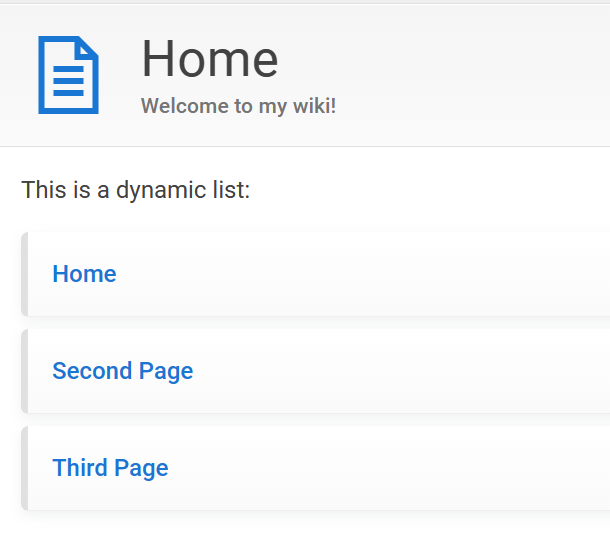 Home
Welcome to my wiki!
This is a dynamic list:
Home
Second Page
Third Page